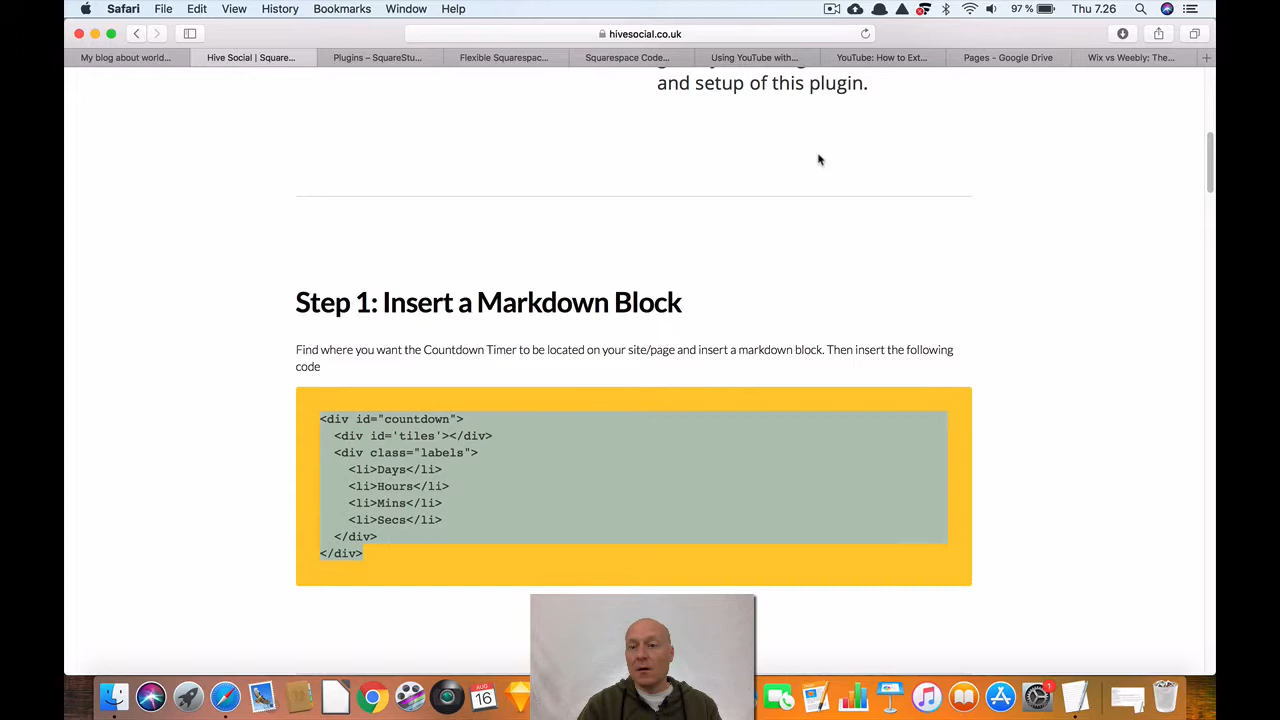 Safari File Edit View History Bookmarks Window Help 97 % Thu 7.26
hivesocial.co.uk
My blog about world... Hive Social | Square... Plugins – SquareStu... Flexible Squarespac... Squarespace Code... Using YouTube with... YouTube: How to Ext... Pages - Google Drive Wix vs Weebly: The...
and setup of this plugin.
Step 1: Insert a Markdown Block
Find where you want the Countdown Timer to be located on your site/page and insert a markdown block. Then insert the following
code
<div id="countdown">
<div id='tiles'></div>
<div class="labels">
<li>Days</li>
<li>Hours</li>
<li>Mins</li>
<li>Secs</li>
</div>
</div>
AUG
16
1